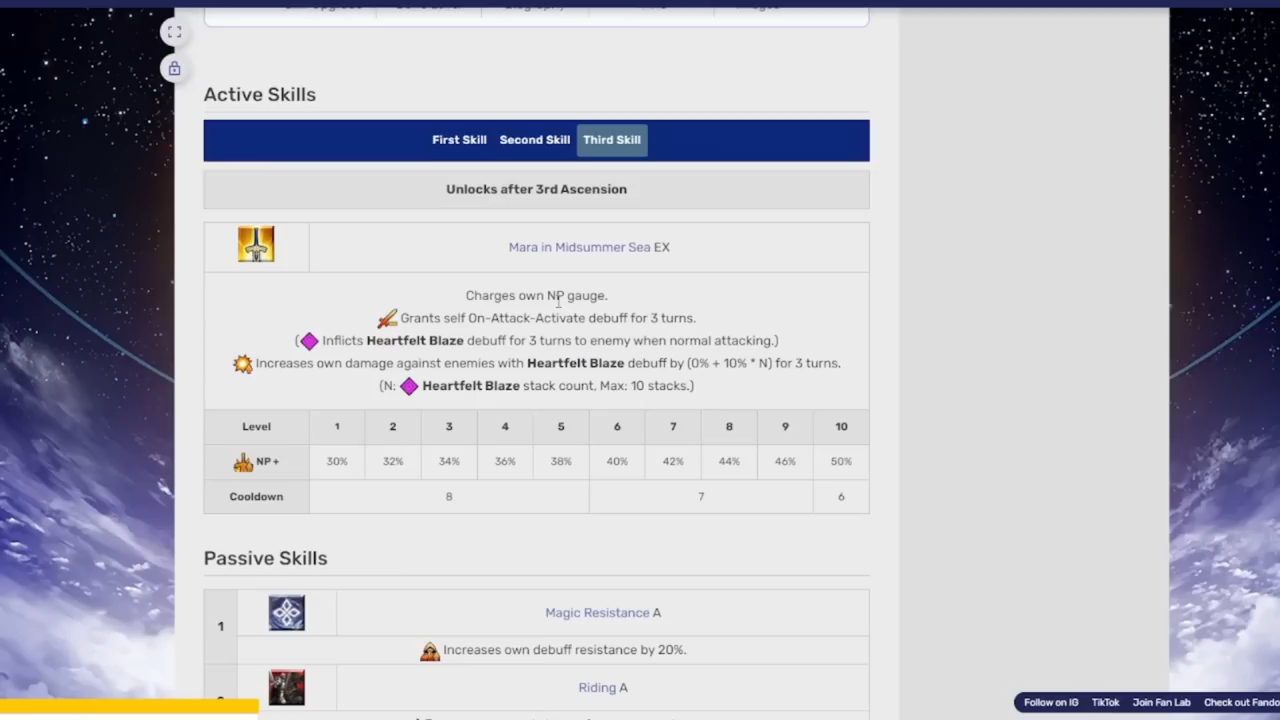 Active Skills
First Skill Second Skill Third Skill
Unlocks after 3rd Ascension
Mara in Midsummer Sea EX
Charges own NP gauge.
Grants self On-Attack-Activate debuff for 3 turns.
(Inflicts Heartfelt Blaze debuff for 3 turns to enemy when normal attacking.)
Increases own damage against enemies with Heartfelt Blaze debuff by (0% + 10% * N) for 3 turns.
(N: Heartfelt Blaze stack count, Max: 10 stacks.)
Level 1 2 3 4 5 6 7 8 9 10
NP + 30% 32% 34% 36% 38% 40% 42% 44% 46% 50%
Cooldown 8 7 6
Passive Skills
1 Magic Resistance A
Increases own debuff resistance by 20%.
Riding A
Follow on IG TikTok Join Fan Lab Check out Fando